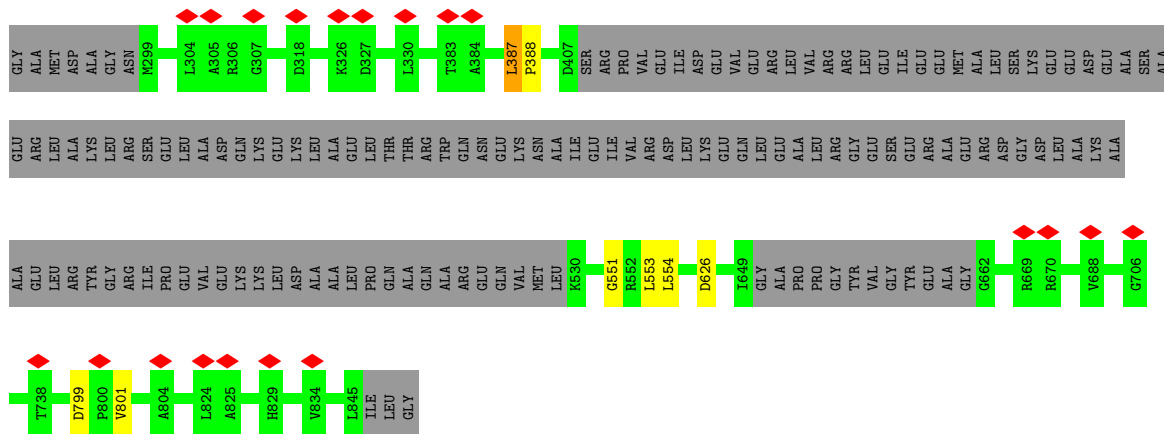 GLY ALA MET ASP ALA GLY ASN M299 L304 A305 R306 G307 D318 K326 D327 L330 T383 A384 L387 P388 D407 SER ARG PRO VAL GLU ILE ASP GLU VAL GLU ARG LEU VAL ARG ARG LEU GLU ILE GLU GLU MET ALA LEU SER LYS GLU GLU ASP GLU ALA SER ALA
GLU ARG LEU ALA LYS LEU ARG SER GLU LEU ALA ASP GLN LYS GLU LYS LEU ALA GLU LEU THR THR ARG TRP GLN ASN GLU LYS ASN ALA ILE GLU ILE VAL ARG ASP LEU LYS GLU GLN LEU GLU ALA LEU ARG GLY GLU SER GLU ARG ALA GLU ARG ASP GLY ASP LEU ALA LYS ALA
ALA GLU LEU ARG TYR GLY ARG ILE PRO GLU VAL GLU LYS LYS LEU ASP ALA ALA LEU PRO GLN ALA GLN ALA ARG GLU GLN VAL MET LEU K530 G551 R552 L553 L554 D626 I649 GLY ALA PRO PRO GLY TYR VAL GLY TYR GLU ALA GLY G662 R669 R670 V688 G706
T738 D799 P800 V801 A804 L824 A825 H829 V834 L845 ILE LEU GLY